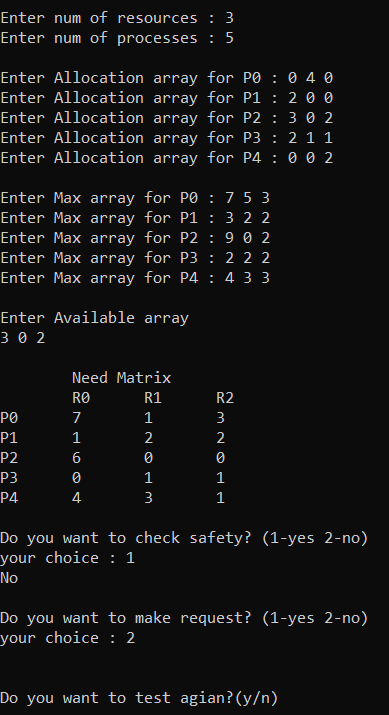 Enter num of resources : 3
Enter num of processes : 5
Enter Allocation array for P0 : 0 4 0
Enter Allocation array for P1 : 2 0 0
Enter Allocation array for P2 : 3 0 2
Enter Allocation array for P3 : 2 1 1
Enter Allocation array for P4 : 0 0 2
Enter Max array for P0 : 7 5 3
Enter Max array for P1 : 3 2 2
Enter Max array for P2 : 9 0 2
Enter Max array for P3 : 2 2 2
Enter Max array for P4 : 4 3 3
Enter Available array
3 0 2
Need Matrix
R0 R1 R2
P0 7 1 3
P1 1 2 2
P2 6 0 0
P3 0 1 1
P4 4 3 1
Do you want to check safety? (1-yes 2-no)
your choice : 1
No
Do you want to make request? (1-yes 2-no)
your choice : 2
Do you want to test agian?(y/n)